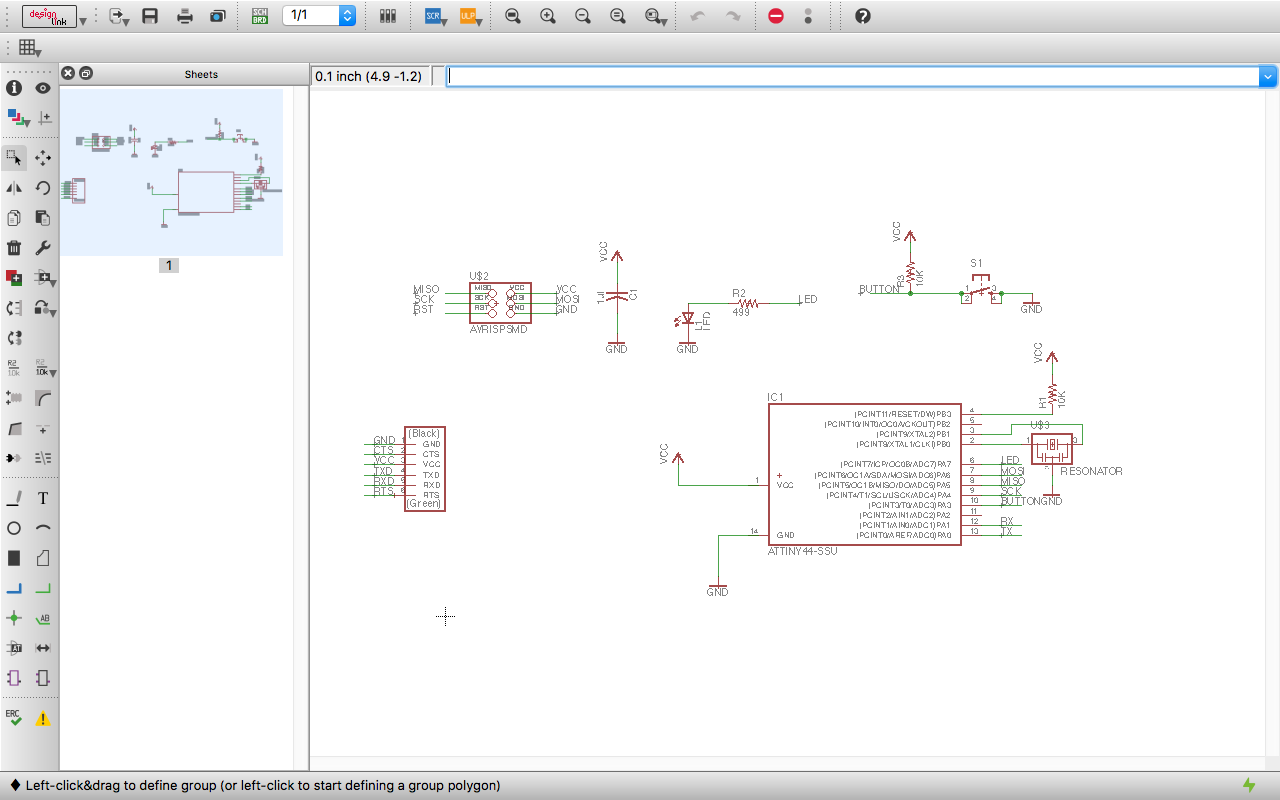 design link
SCH BRD
1/1
SCR
ULP
Sheets
0.1 inch (4.9 -1.2)
1
R2 10k
R2 10k
T
AB
ERC
U$2
MISO
SCK
RST
MISO VCC
SCK MOSI
RST GND
VCC
MOSI
GND
AVRISPSMD
VCC
C1
GND
R2
499
LED
GND
VCC
R3
10K
BUTTON
S1
1 3
2 4
GND
(Black)
GND 1 GND
CTS 2 CTS
VCC 3 VCC
TXD 4 TXD
RXD 5 RXD
RTS 6 RTS
(Green)
IC1
VCC
1
+
VCC
14
GND
GND
ATTINY44-SSU
(PCINT11/RESET/DW)PB3 4
(PCINT10/INT0/OC0A/CKOUT)PB2 5
(PCINT9/XTAL2)PB1 3
(PCINT8/XTAL1/CLKI)PB0 2
(PCINT7/ICP/OC0B/ADC7)PA7 6 LED
(PCINT6/OC1A/SDA/MOSI/ADC6)PA6 7 MOSI
(PCINT5/OC1B/MISO/DO/ADC5)PA5 8 MISO
(PCINT4/T1/SCL/USCK/ADC4)PA4 9 SCK
(PCINT3/T0/ADC3)PA3 10 BUTTON
(PCINT2/AIN1/ADC2)PA2 11
(PCINT1/AIN0/ADC1)PA1 12 RX
(PCINT0/AREF/ADC0)PA0 13 TX
VCC
R1
10K
U$3
1 3
RESONATOR
GND
Left-click&drag to define group (or left-click to start defining a group polygon)